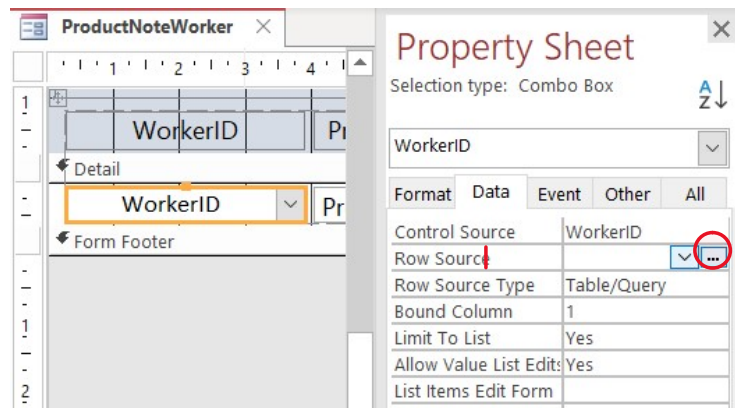 ProductNoteWorker
Property Sheet
Selection type: Combo Box
A
Z
WorkerID
Format Data Event Other All
Control Source WorkerID
Row Source ...
Row Source Type Table/Query
Bound Column 1
Limit To List Yes
Allow Value List Edits Yes
List Items Edit Form
1 2 3 4
1
WorkerID Pr
Detail
WorkerID Pr
Form Footer
1
2